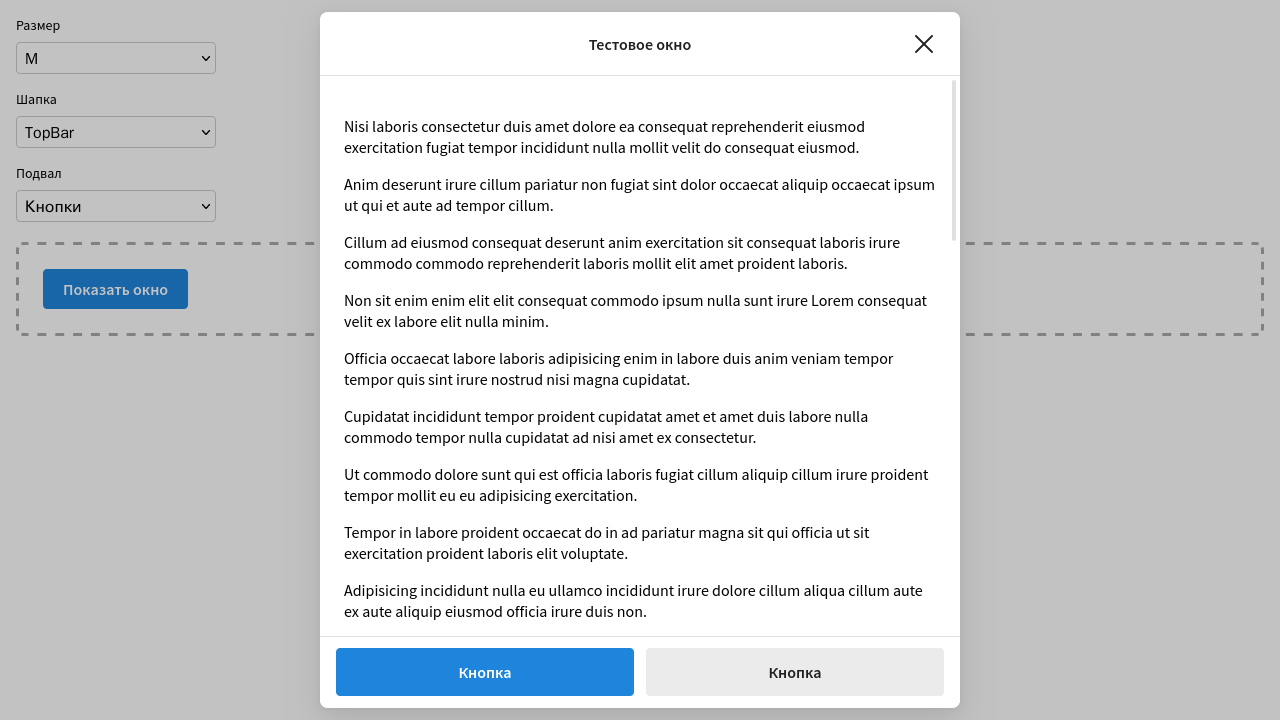 Размер
M
Шапка
TopBar
Подвал
Кнопки
Показать окно
Тестовое окно
Nisi laboris consectetur duis amet dolore ea consequat reprehenderit eiusmod
exercitation fugiat tempor incididunt nulla mollit velit do consequat eiusmod.
Anim deserunt irure cillum pariatur non fugiat sint dolor occaecat aliquip occaecat ipsum
ut qui et aute ad tempor cillum.
Cillum ad eiusmod consequat deserunt anim exercitation sit consequat laboris irure
commodo commodo reprehenderit laboris mollit elit amet proident laboris.
Non sit enim enim elit elit consequat commodo ipsum nulla sunt irure Lorem consequat
velit ex labore elit nulla minim.
Officia occaecat labore laboris adipisicing enim in labore duis anim veniam tempor
tempor quis sint irure nostrud nisi magna cupidatat.
Cupidatat incididunt tempor proident cupidatat amet et amet duis labore nulla
commodo tempor nulla cupidatat ad nisi amet ex consectetur.
Ut commodo dolore sunt qui est officia laboris fugiat cillum aliquip cillum irure proident
tempor mollit eu eu adipisicing exercitation.
Tempor in labore proident occaecat do in ad pariatur magna sit qui officia ut sit
exercitation proident laboris elit voluptate.
Adipisicing incididunt nulla eu ullamco incididunt irure dolore cillum aliqua cillum aute
ex aute aliquip eiusmod officia irure duis non.
Кнопка
Кнопка